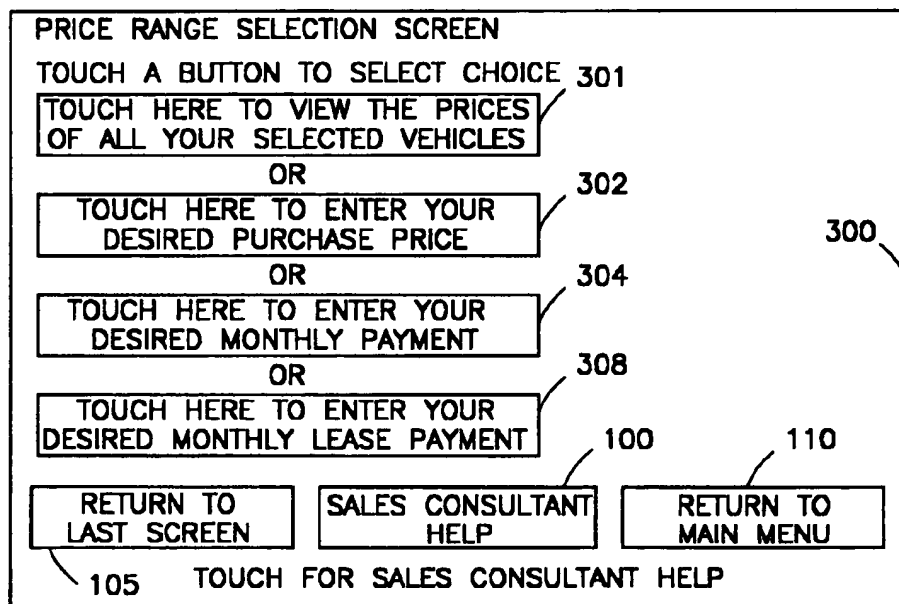 PRICE RANGE SELECTION SCREEN
TOUCH A BUTTON TO SELECT CHOICE
301
TOUCH HERE TO VIEW THE PRICES
OF ALL YOUR SELECTED VEHICLES
OR
302
TOUCH HERE TO ENTER YOUR
DESIRED PURCHASE PRICE
300
OR
304
TOUCH HERE TO ENTER YOUR
DESIRED MONTHLY PAYMENT
OR
308
TOUCH HERE TO ENTER YOUR
DESIRED MONTHLY LEASE PAYMENT
100
110
RETURN TO
LAST SCREEN
SALES CONSULTANT
HELP
RETURN TO
MAIN MENU
105
TOUCH FOR SALES CONSULTANT HELP